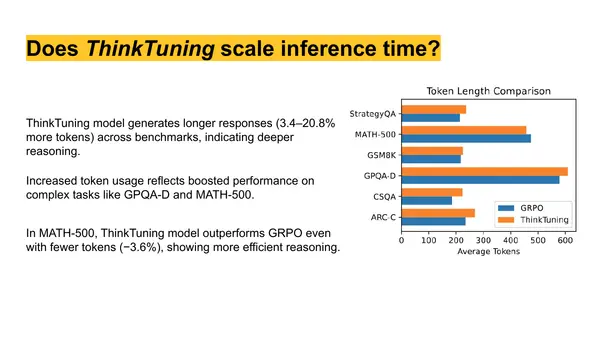 Does ThinkTuning scale inference time?
ThinkTuning model generates longer responses (3.4–20.8%
more tokens) across benchmarks, indicating deeper
reasoning.
Increased token usage reflects boosted performance on
complex tasks like GPQA-D and MATH-500.
In MATH-500, ThinkTuning model outperforms GRPO even
with fewer tokens (−3.6%), showing more efficient reasoning.
Token Length Comparison
StrategyQA
MATH-500
GSM8K
GPQA-D
CSQA
ARC-C
GRPO
ThinkTuning
0 100 200 300 400 500 600
Average Tokens